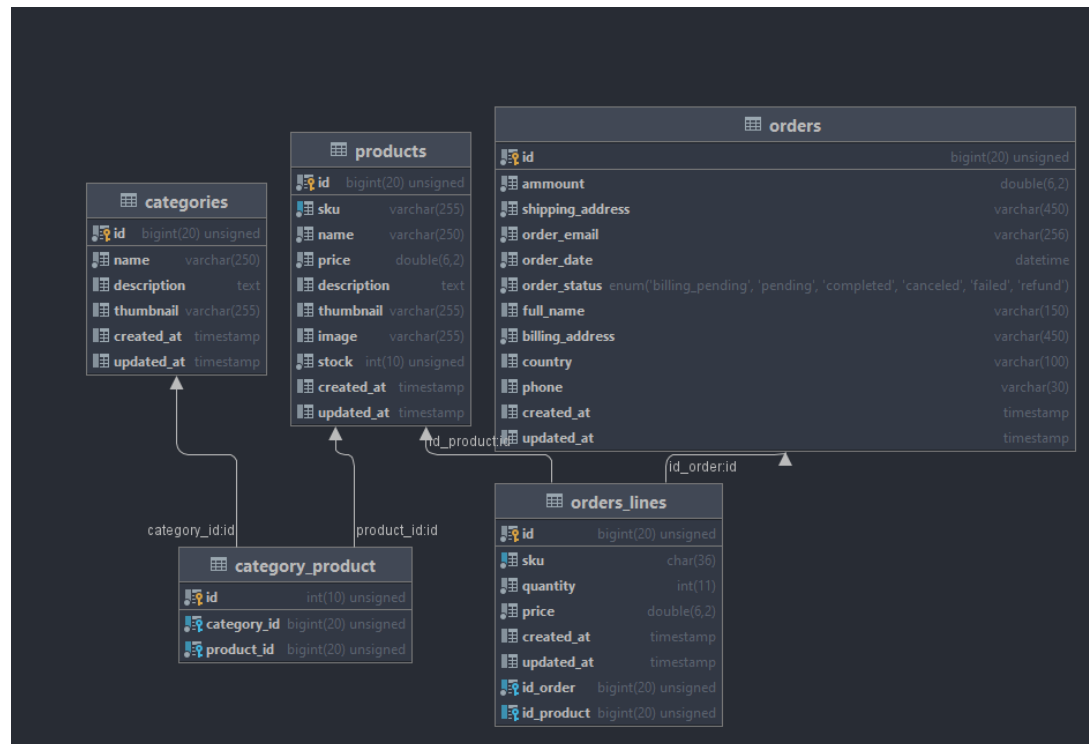 categories
id bigint(20) unsigned
name varchar(250)
description text
thumbnail varchar(255)
created_at timestamp
updated_at timestamp
products
id bigint(20) unsigned
sku varchar(255)
name varchar(250)
price double(6,2)
description text
thumbnail varchar(255)
image varchar(255)
stock int(10) unsigned
created_at timestamp
updated_at timestamp
orders
id bigint(20) unsigned
ammount double(6,2)
shipping_address varchar(450)
order_email varchar(256)
order_date datetime
order_status enum('billing_pending', 'pending', 'completed', 'canceled', 'failed', 'refund')
full_name varchar(150)
billing_address varchar(450)
country varchar(100)
phone varchar(30)
created_at timestamp
updated_at timestamp
id_product:id
id_order:id
category_id:id
product_id:id
category_product
id int(10) unsigned
category_id bigint(20) unsigned
product_id bigint(20) unsigned
orders_lines
id bigint(20) unsigned
sku char(36)
quantity int(11)
price double(6,2)
created_at timestamp
updated_at timestamp
id_order bigint(20) unsigned
id_product bigint(20) unsigned